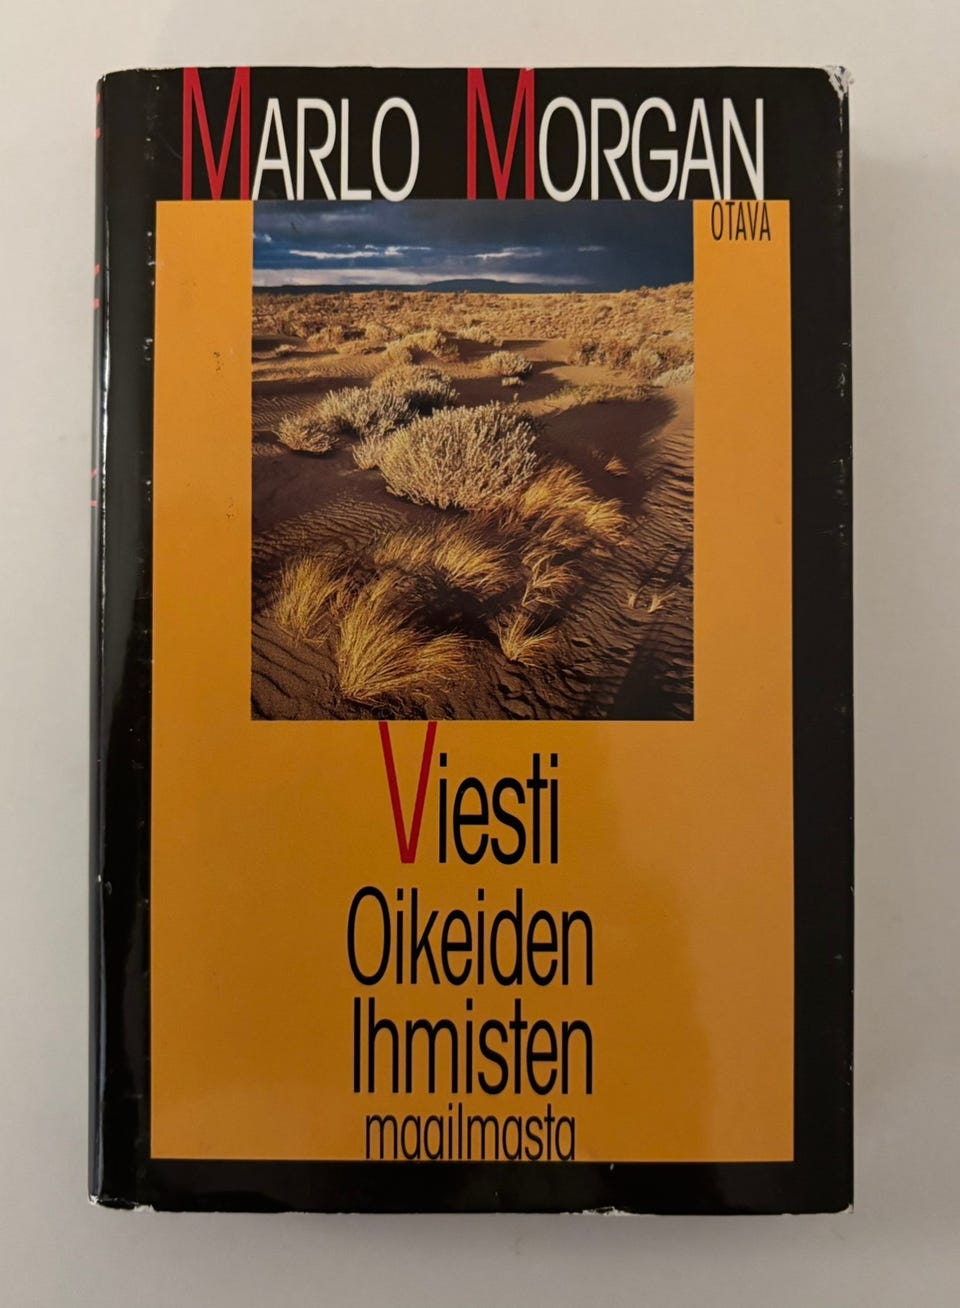 MARLO MORGAN
OTAVA
Viesti
Oikeiden
Ihmisten
maailmasta